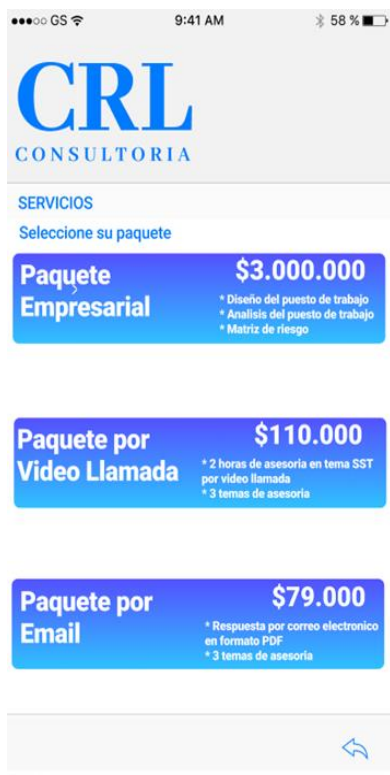 GS 9:41 AM 58 %
CRL
CONSULTORIA
SERVICIOS
Seleccione su paquete
Paquete
Empresarial
$3.000.000
* Diseño del puesto de trabajo
* Analisis del puesto de trabajo
* Matriz de riesgo
Paquete por
Video Llamada
$110.000
* 2 horas de asesoria en tema SST
por video llamada
* 3 temas de asesoria
Paquete por
Email
$79.000
* Respuesta por correo electronico
en formato PDF
* 3 temas de asesoria